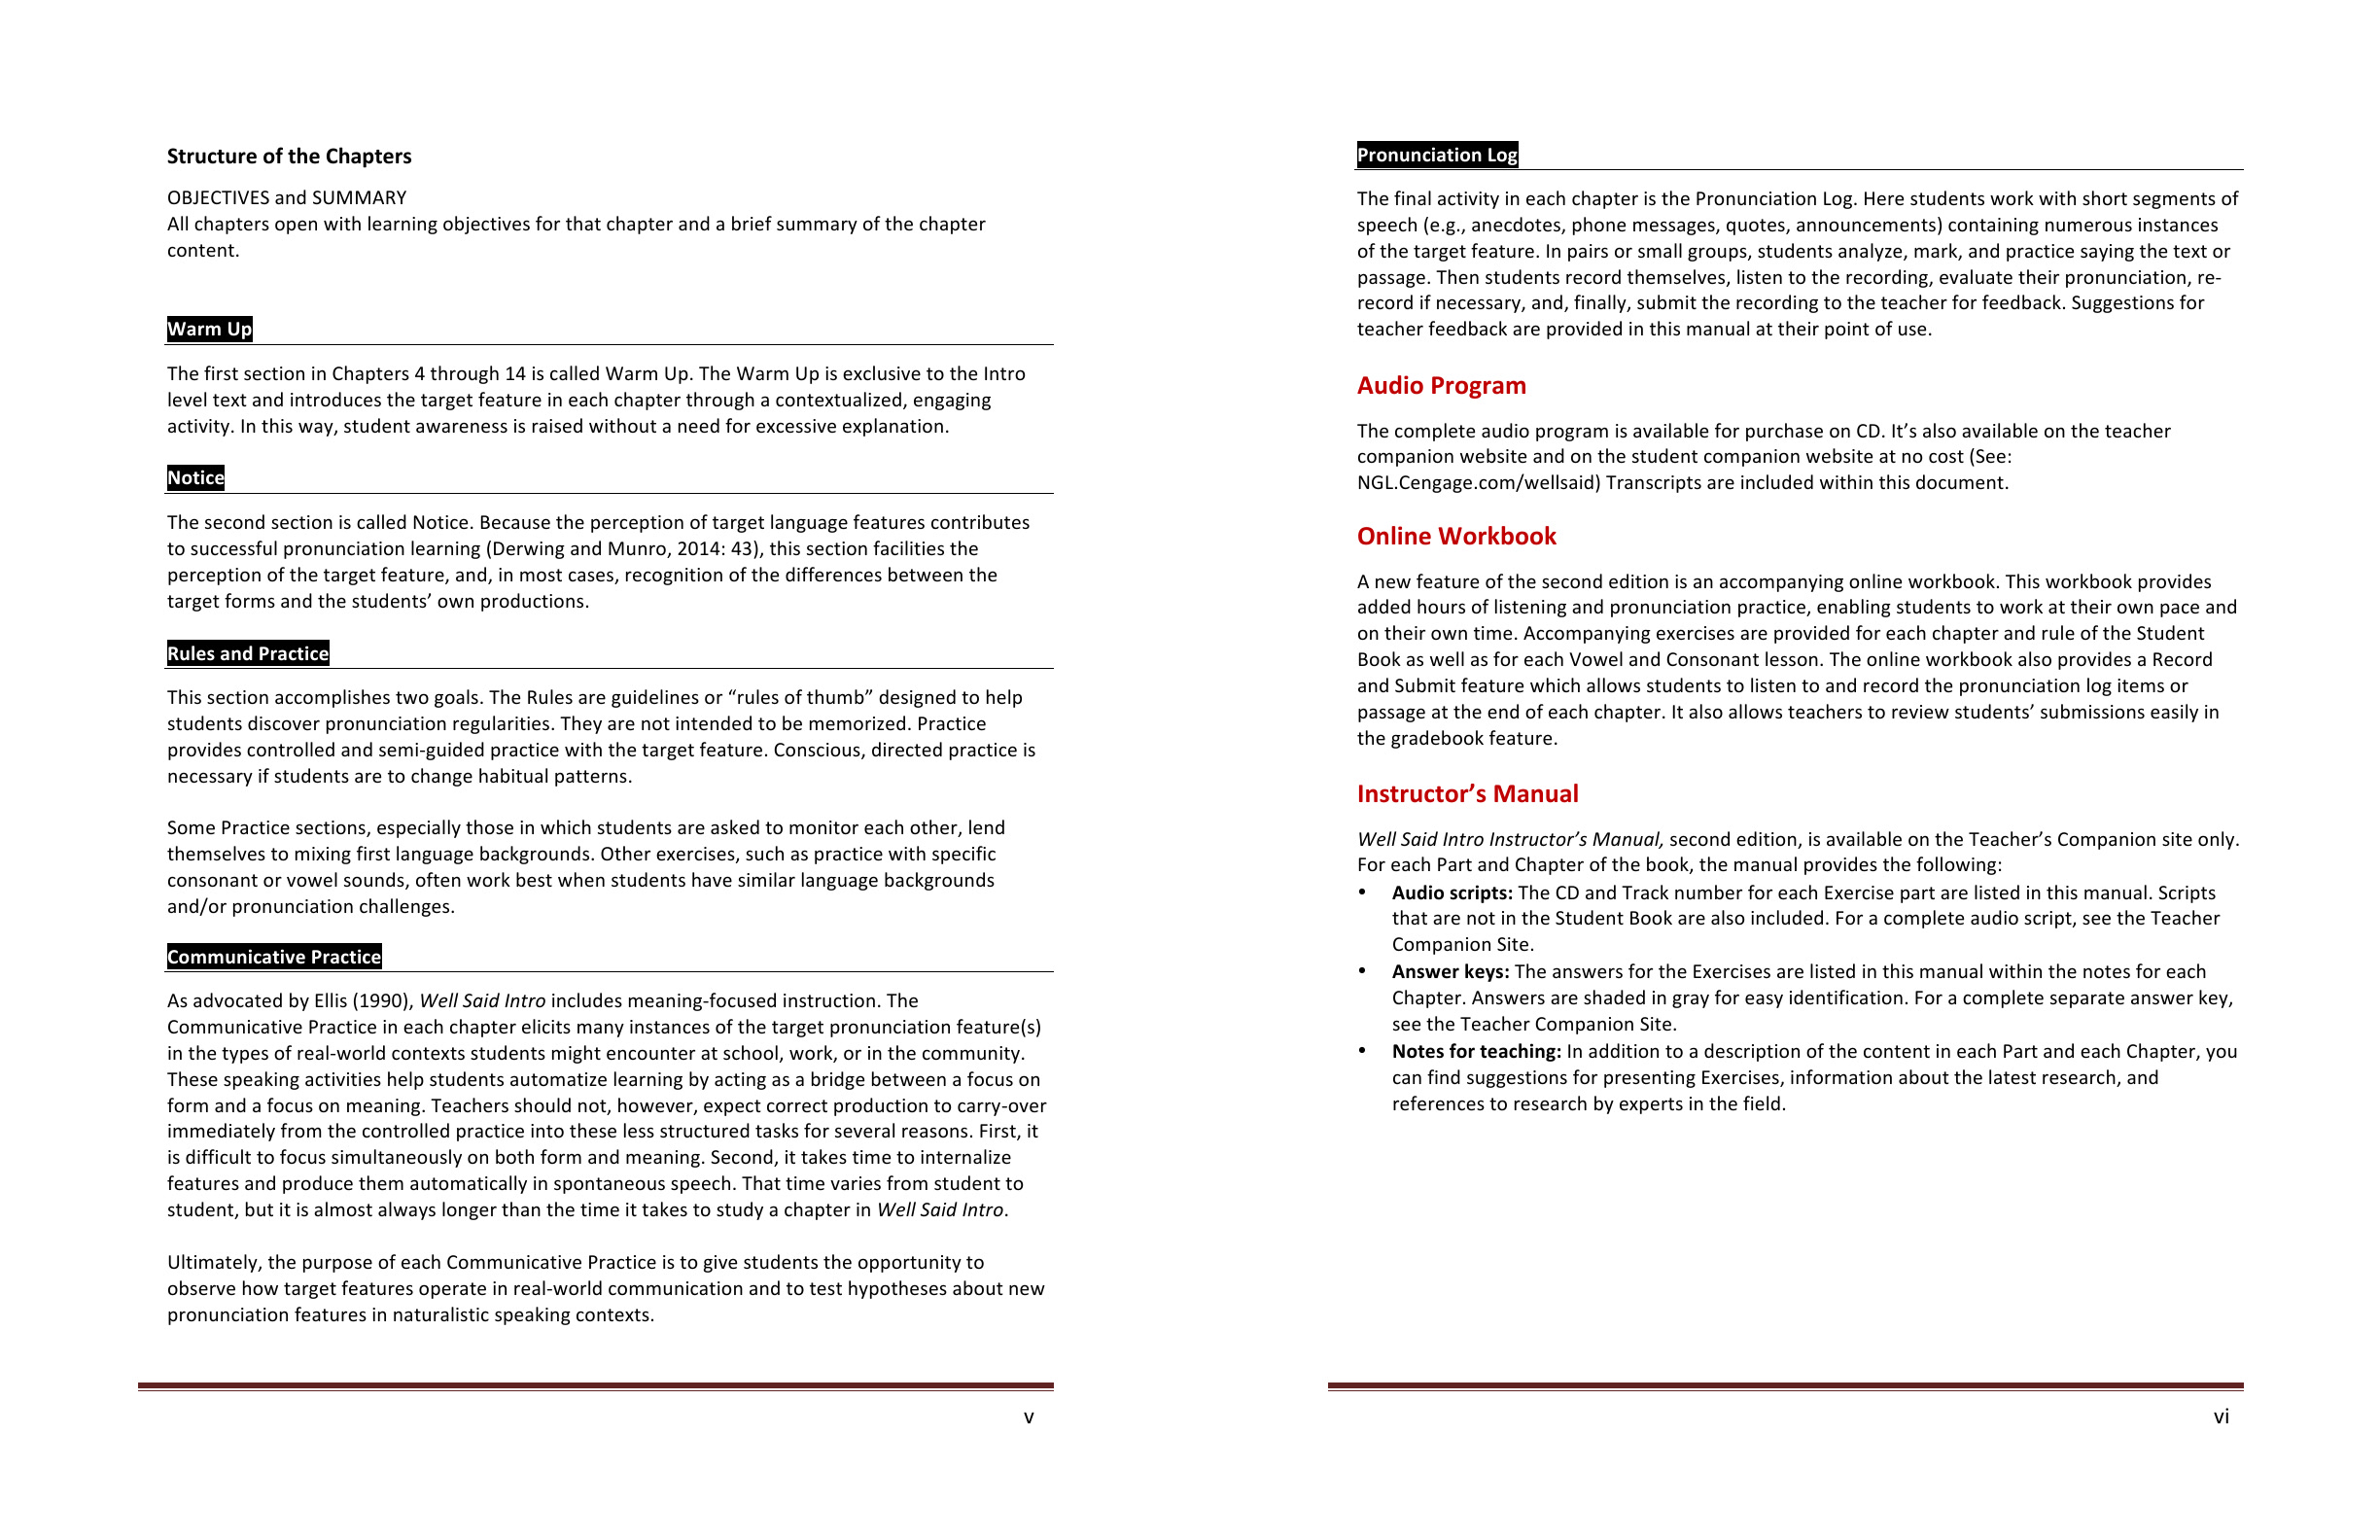 Structure of the Chapters
OBJECTIVES and SUMMARY
All chapters open with learning objectives for that chapter and a brief summary of the chapter
content.
Warm Up
The first section in Chapters 4 through 14 is called Warm Up. The Warm Up is exclusive to the Intro
level text and introduces the target feature in each chapter through a contextualized, engaging
activity. In this way, student awareness is raised without a need for excessive explanation.
Notice
The second section is called Notice. Because the perception of target language features contributes
to successful pronunciation learning (Derwing and Munro, 2014: 43), this section facilities the
perception of the target feature, and, in most cases, recognition of the differences between the
target forms and the students’ own productions.
Rules and Practice
This section accomplishes two goals. The Rules are guidelines or “rules of thumb” designed to help
students discover pronunciation regularities. They are not intended to be memorized. Practice
provides controlled and semi-guided practice with the target feature. Conscious, directed practice is
necessary if students are to change habitual patterns.
Some Practice sections, especially those in which students are asked to monitor each other, lend
themselves to mixing first language backgrounds. Other exercises, such as practice with specific
consonant or vowel sounds, often work best when students have similar language backgrounds
and/or pronunciation challenges.
Communicative Practice
As advocated by Ellis (1990), Well Said Intro includes meaning-focused instruction. The
Communicative Practice in each chapter elicits many instances of the target pronunciation feature(s)
in the types of real-world contexts students might encounter at school, work, or in the community.
These speaking activities help students automatize learning by acting as a bridge between a focus on
form and a focus on meaning. Teachers should not, however, expect correct production to carry-over
immediately from the controlled practice into these less structured tasks for several reasons. First, it
is difficult to focus simultaneously on both form and meaning. Second, it takes time to internalize
features and produce them automatically in spontaneous speech. That time varies from student to
student, but it is almost always longer than the time it takes to study a chapter in Well Said Intro.
Ultimately, the purpose of each Communicative Practice is to give students the opportunity to
observe how target features operate in real-world communication and to test hypotheses about new
pronunciation features in naturalistic speaking contexts.
v
Pronunciation Log
The final activity in each chapter is the Pronunciation Log. Here students work with short segments of
speech (e.g., anecdotes, phone messages, quotes, announcements) containing numerous instances
of the target feature. In pairs or small groups, students analyze, mark, and practice saying the text or
passage. Then students record themselves, listen to the recording, evaluate their pronunciation, re-
record if necessary, and, finally, submit the recording to the teacher for feedback. Suggestions for
teacher feedback are provided in this manual at their point of use.
Audio Program
The complete audio program is available for purchase on CD. It’s also available on the teacher
companion website and on the student companion website at no cost (See:
NGL.Cengage.com/wellsaid) Transcripts are included within this document.
Online Workbook
A new feature of the second edition is an accompanying online workbook. This workbook provides
added hours of listening and pronunciation practice, enabling students to work at their own pace and
on their own time. Accompanying exercises are provided for each chapter and rule of the Student
Book as well as for each Vowel and Consonant lesson. The online workbook also provides a Record
and Submit feature which allows students to listen to and record the pronunciation log items or
passage at the end of each chapter. It also allows teachers to review students’ submissions easily in
the gradebook feature.
Instructor’s Manual
Well Said Intro Instructor’s Manual, second edition, is available on the Teacher’s Companion site only.
For each Part and Chapter of the book, the manual provides the following:
• Audio scripts: The CD and Track number for each Exercise part are listed in this manual. Scripts
that are not in the Student Book are also included. For a complete audio script, see the Teacher
Companion Site.
• Answer keys: The answers for the Exercises are listed in this manual within the notes for each
Chapter. Answers are shaded in gray for easy identification. For a complete separate answer key,
see the Teacher Companion Site.
• Notes for teaching: In addition to a description of the content in each Part and each Chapter, you
can find suggestions for presenting Exercises, information about the latest research, and
references to research by experts in the field.
vi